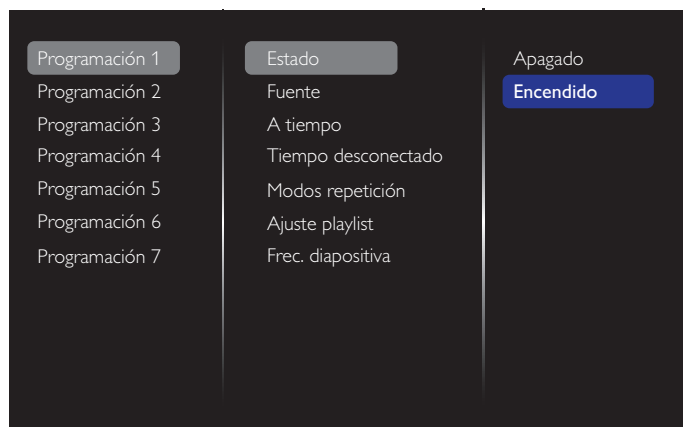 Programación 1
Programación 2
Programación 3
Programación 4
Programación 5
Programación 6
Programación 7
Estado
Fuente
A tiempo
Tiempo desconectado
Modos repetición
Ajuste playlist
Frec. diapositiva
Apagado
Encendido